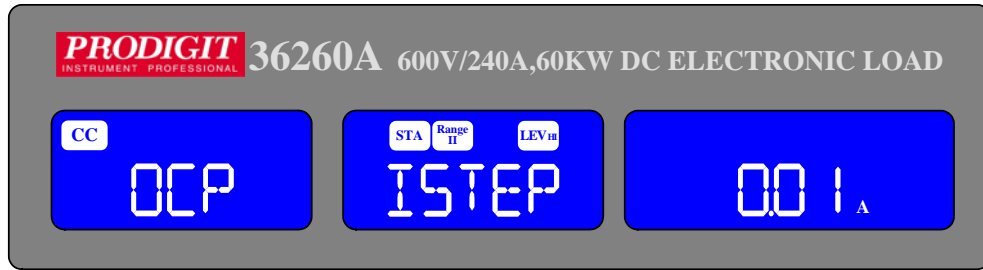 PRODIGIT
INSTRUMENT PROFESSIONAL
36260A 600V/240A,60KW DC ELECTRONIC LOAD
CC
OCP
STA Range II LEV HI
ISTEP
0.01 A